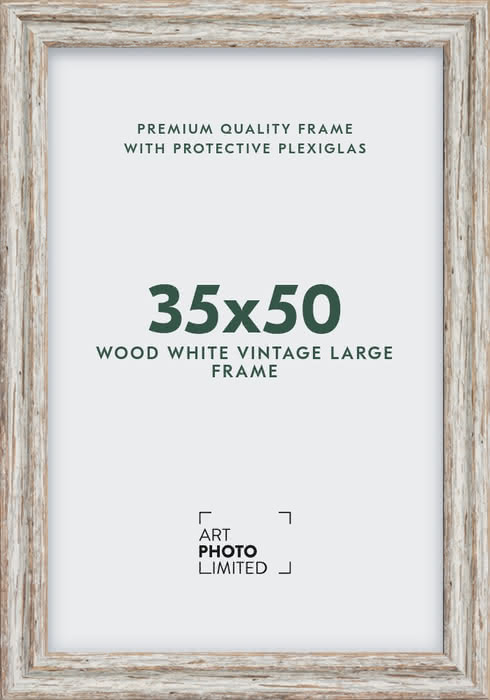 PREMIUM QUALITY FRAME
WITH PROTECTIVE PLEXIGLAS
35x50
WOOD WHITE VINTAGE LARGE
FRAME
ART
PHOTO
LIMITED